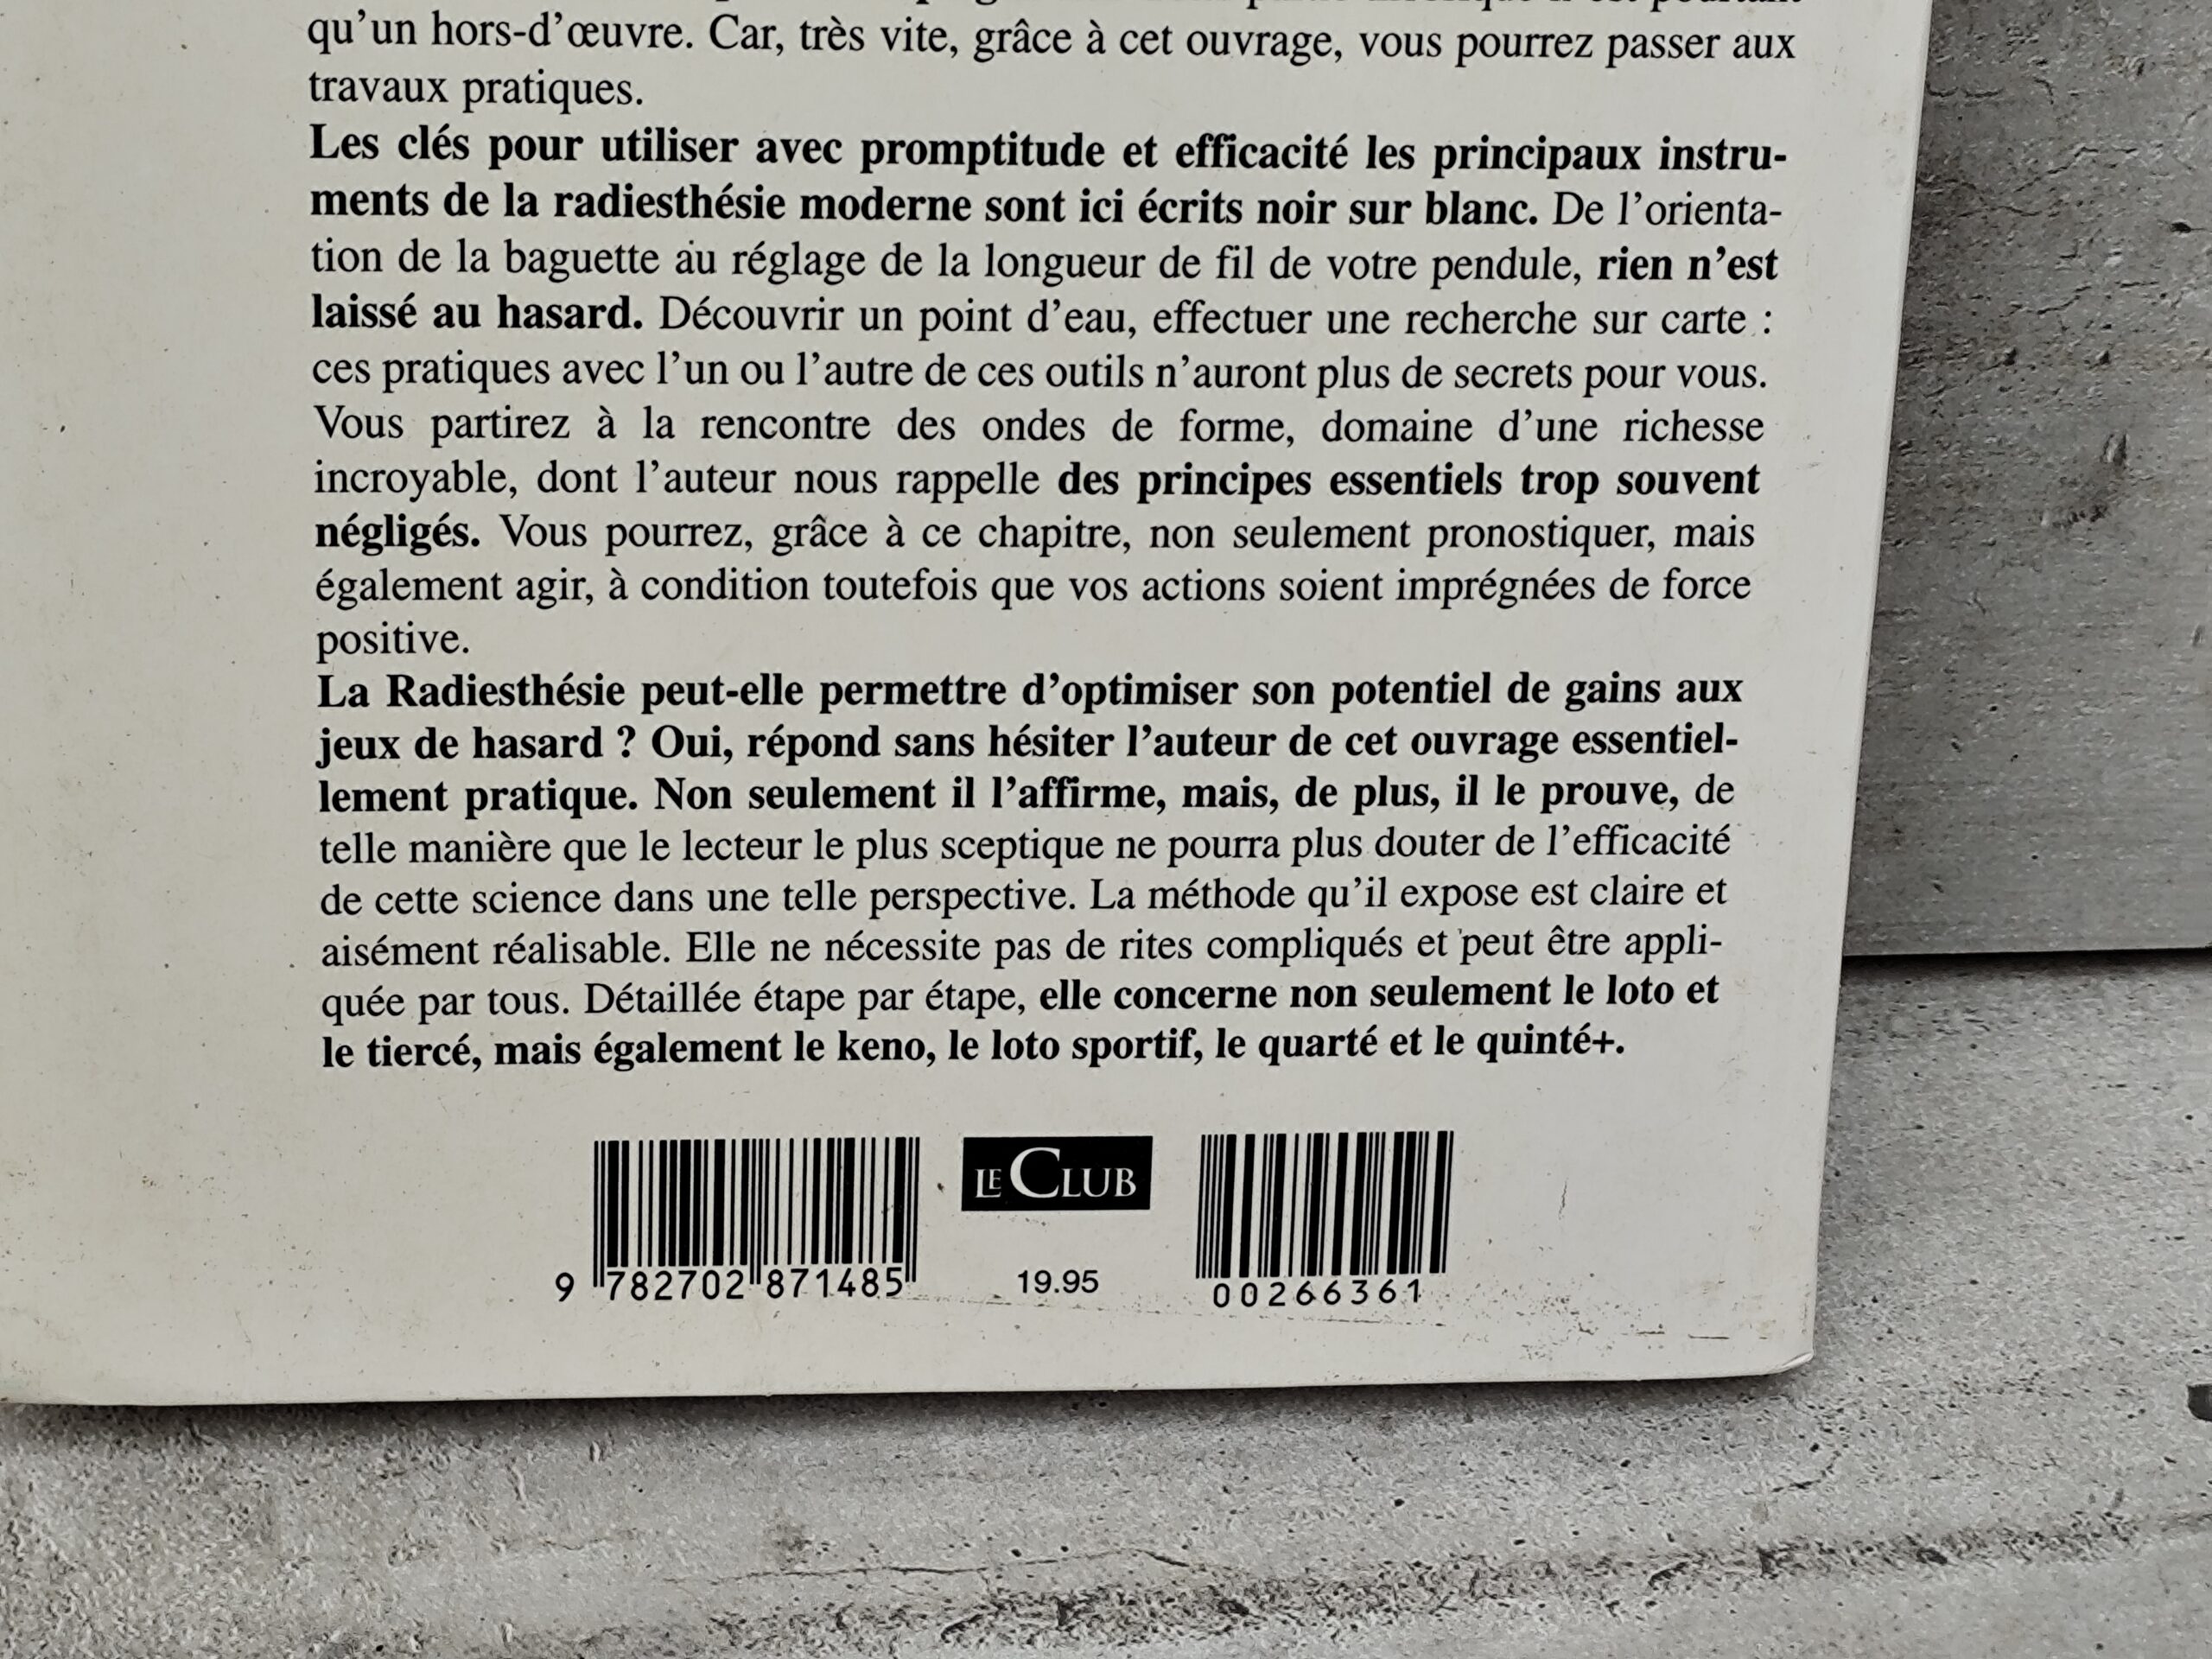 qu'un hors-d'œuvre. Car, très vite, grâce à cet ouvrage, vous pourrez passer aux
travaux pratiques.
Les clés pour utiliser avec promptitude et efficacité les principaux instru-
ments de la radiesthésie moderne sont ici écrits noir sur blanc. De l'orienta-
tion de la baguette au réglage de la longueur de fil de votre pendule, rien n'est
laissé au hasard. Découvrir un point d'eau, effectuer une recherche sur carte :
ces pratiques avec l'un ou l'autre de ces outils n'auront plus de secrets pour vous.
Vous partirez à la rencontre des ondes de forme, domaine d'une richesse
incroyable, dont l'auteur nous rappelle des principes essentiels trop souvent
négligés. Vous pourrez, grâce à ce chapitre, non seulement pronostiquer, mais
également agir, à condition toutefois que vos actions soient imprégnées de force
positive.
La Radiesthésie peut-elle permettre d'optimiser son potentiel de gains aux
jeux de hasard ? Oui, répond sans hésiter l'auteur de cet ouvrage essentiel-
lement pratique. Non seulement il l'affirme, mais, de plus, il le prouve, de
telle manière que le lecteur le plus sceptique ne pourra plus douter de l'efficacité
de cette science dans une telle perspective. La méthode qu'il expose est claire et
aisément réalisable. Elle ne nécessite pas de rites compliqués et peut être appli-
quée par tous. Détaillée étape par étape, elle concerne non seulement le loto et
le tiercé, mais également le keno, le loto sportif, le quarté et le quinté+.
LE CLUB
9 782702 871485
19.95
00266361